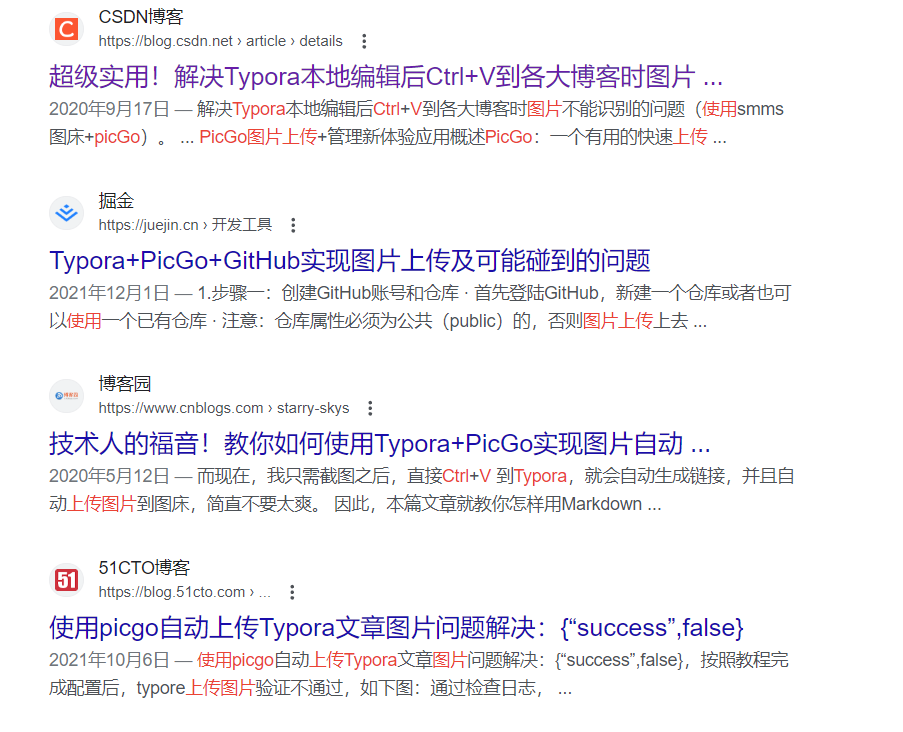 CSDN博客
https://blog.csdn.net › article › details
超级实用！解决Typora本地编辑后Ctrl+V到各大博客时图片 ...
2020年9月17日 — 解决Typora本地编辑后Ctrl+V到各大博客时图片不能识别的问题（使用smms
图床+picGo）。 ... PicGo图片上传+管理新体验应用概述PicGo：一个有用的快速上传 ...
掘金
https://juejin.cn › 开发工具
Typora+PicGo+GitHub实现图片上传及可能碰到的问题
2021年12月1日 — 1.步骤一：创建GitHub账号和仓库 · 首先登陆GitHub，新建一个仓库或者也可
以使用一个已有仓库 · 注意：仓库属性必须为公共（public）的，否则图片上传上去 ...
博客园
https://www.cnblogs.com › starry-skys
技术人的福音！教你如何使用Typora+PicGo实现图片自动 ...
2020年5月12日 — 而现在，我只需截图之后，直接Ctrl+V 到Typora，就会自动生成链接，并且自
动上传图片到图床，简直不要太爽。 因此，本篇文章就教你怎样用Markdown ...
51
51CTO博客
https://blog.51cto.com › ...
使用picgo自动上传Typora文章图片问题解决：{“success”,false}
2021年10月6日 — 使用picgo自动上传Typora文章图片问题解决：{“success”,false}，按照教程完
成配置后，typore上传图片验证不通过，如下图：通过检查日志， ...